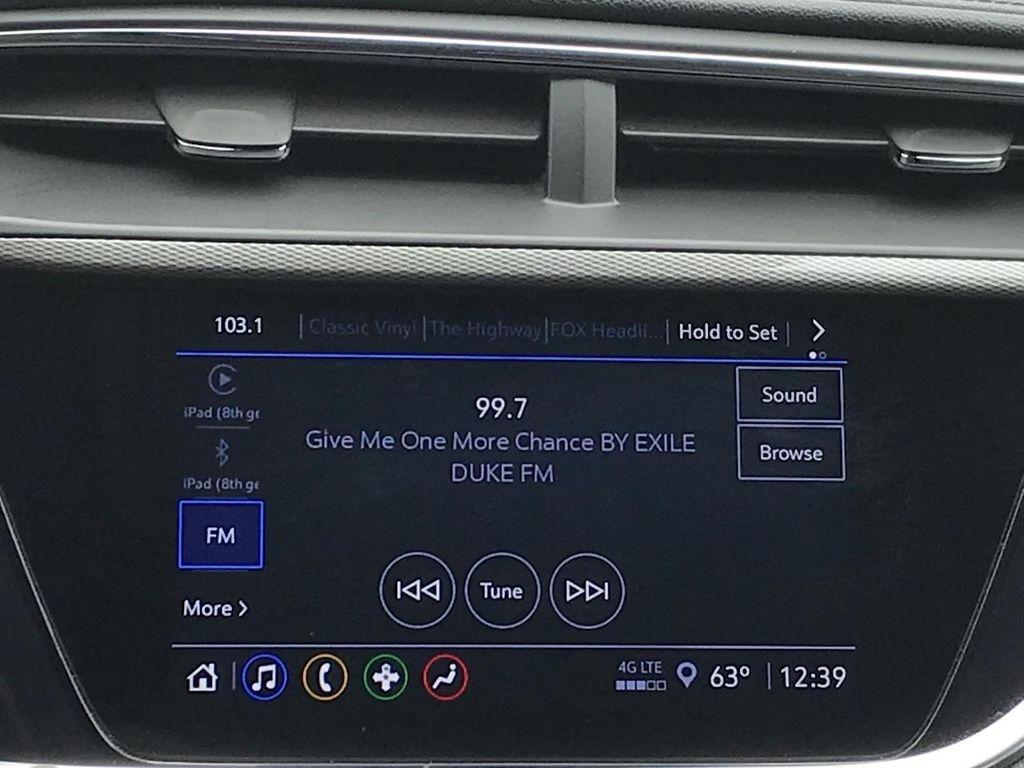 103.1 Classic Vinyl The Highway FOX Headli... Hold to Set
iPad (8th ge
iPad (8th ge
FM
More >
99.7
Give Me One More Chance BY EXILE
DUKE FM
Sound
Browse
Tune
4G LTE
63° 12:39